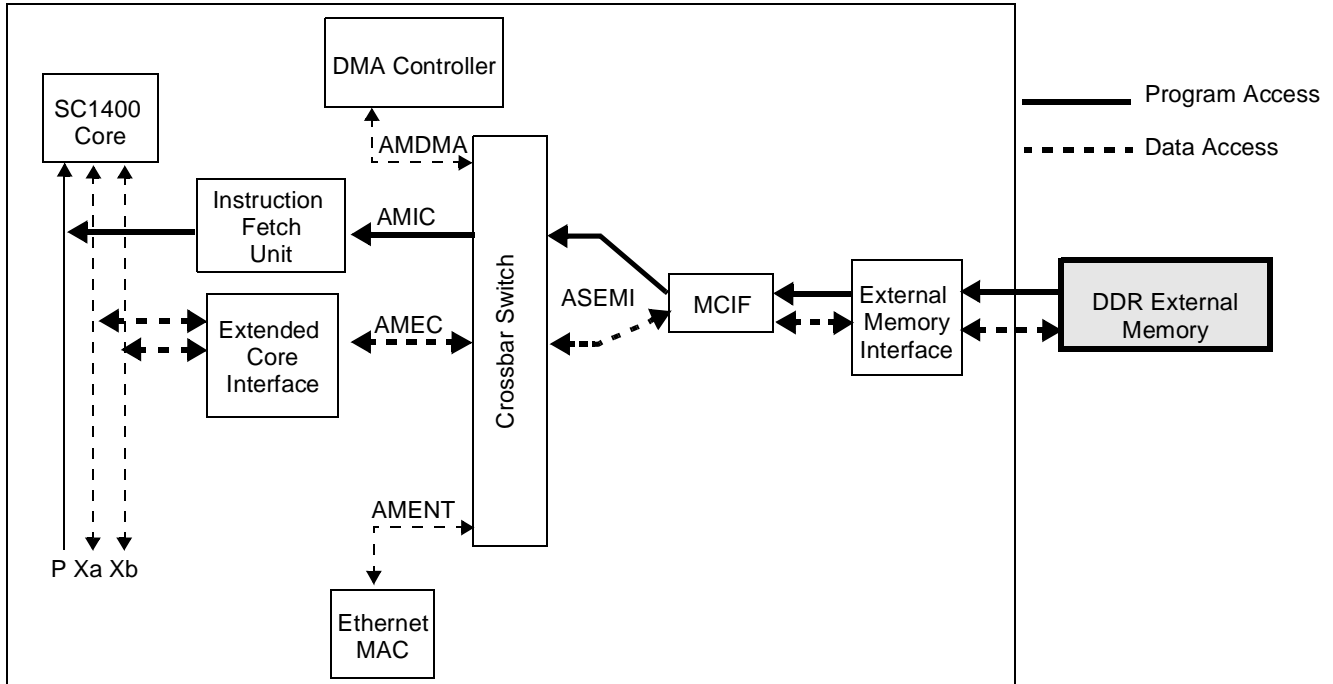 DMA Controller
SC1400
Core
Program Access
Data Access
AMDMA
Instruction
Fetch
Unit
AMIC
Crossbar Switch
ASEMI
MCIF
External
Memory
Interface
DDR External
Memory
Extended
Core
Interface
AMEC
AMENT
P Xa Xb
Ethernet
MAC